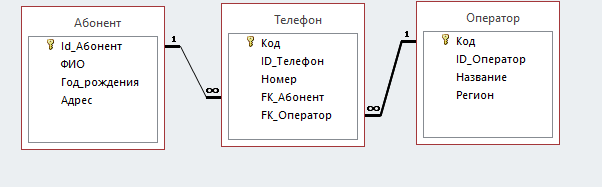 Абонент
Id_Абонент
ФИО
Год_рождения
Адрес
1
∞
Телефон
Код
ID_Телефон
Номер
FK_Абонент
FK_Оператор
∞
1
Оператор
Код
ID_Оператор
Название
Регион